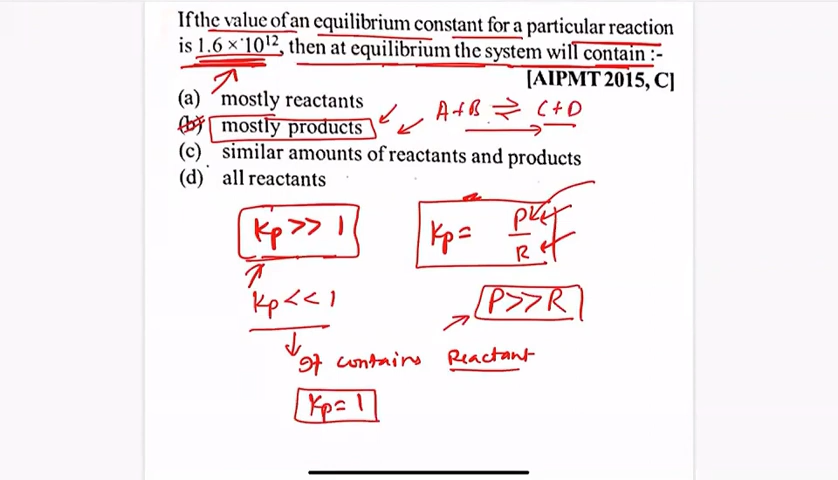 If the value of an equilibrium constant for a particular reaction
is 1.6 × 10¹², then at equilibrium the system will contain :-
[AIPMT 2015, C]
(a) mostly reactants
A+B ⇌ C+D
(b) mostly products
(c) similar amounts of reactants and products
(d) all reactants
Kp >> 1
Kp = P/R
Kp << 1
P>>R
It contains Reactant
Kp = 1